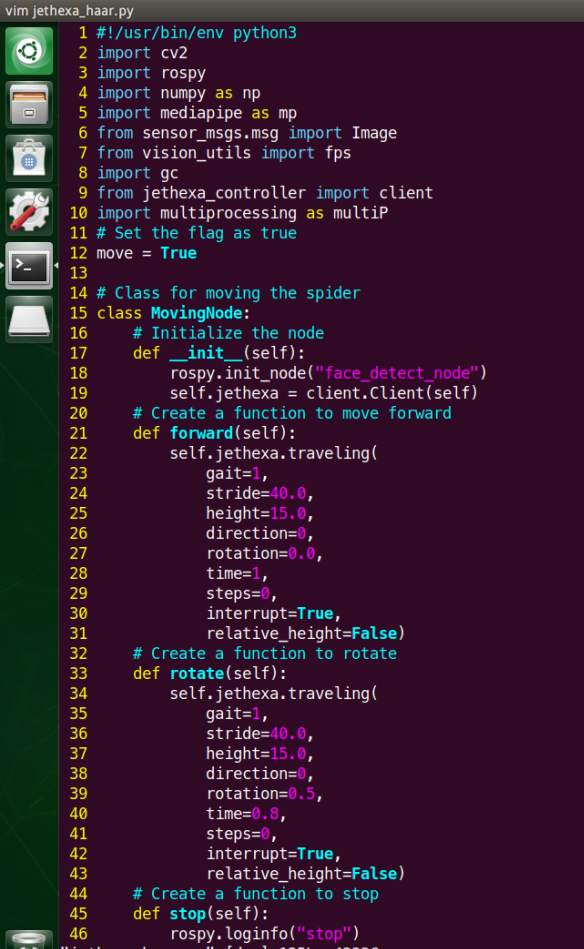 vim jethexa_haar.py
1 #!/usr/bin/env python3
2 import cv2
3 import rospy
4 import numpy as np
5 import mediapipe as mp
6 from sensor_msgs.msg import Image
7 from vision_utils import fps
8 import gc
9 from jethexa_controller import client
10 import multiprocessing as multiP
11 # Set the flag as true
12 move = True
13
14 # Class for moving the spider
15 class MovingNode:
16     # Initialize the node
17     def __init__(self):
18         rospy.init_node("face_detect_node")
19         self.jethexa = client.Client(self)
20     # Create a function to move forward
21     def forward(self):
22         self.jethexa.traveling(
23             gait=1,
24             stride=40.0,
25             height=15.0,
26             direction=0,
27             rotation=0.0,
28             time=1,
29             steps=0,
30             interrupt=True,
31             relative_height=False)
32     # Create a function to rotate
33     def rotate(self):
34         self.jethexa.traveling(
35             gait=1,
36             stride=40.0,
37             height=15.0,
38             direction=0,
39             rotation=0.5,
40             time=0.8,
41             steps=0,
42             interrupt=True,
43             relative_height=False)
44     # Create a function to stop
45     def stop(self):
46         rospy.loginfo("stop")